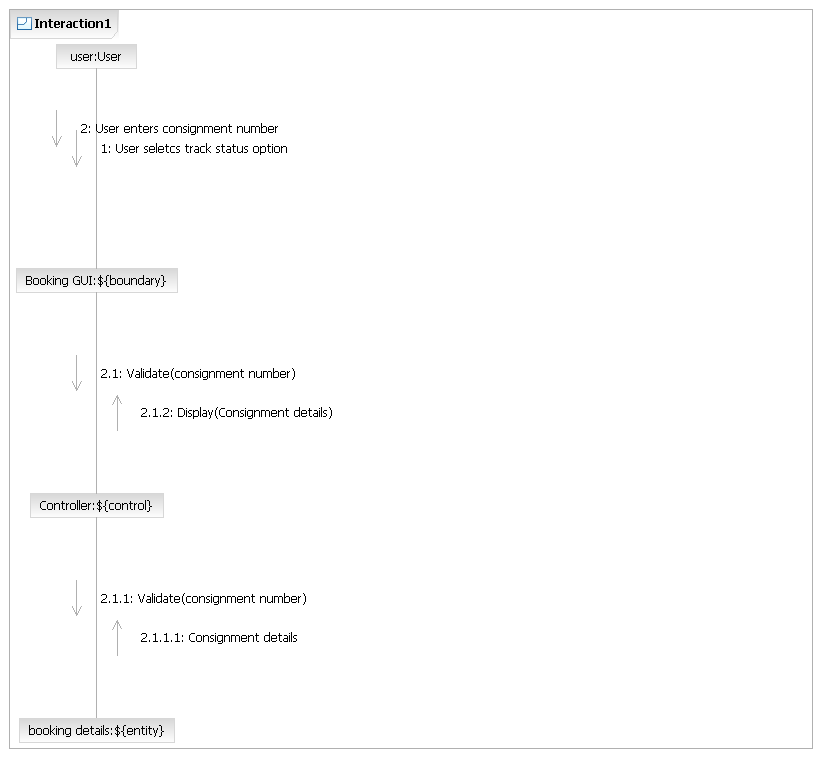 Interaction1
user:User
2: User enters consignment number
1: User seletcs track status option
Booking GUI:${boundary}
2.1: Validate(consignment number)
2.1.2: Display(Consignment details)
Controller:${control}
2.1.1: Validate(consignment number)
2.1.1.1: Consignment details
booking details:${entity}